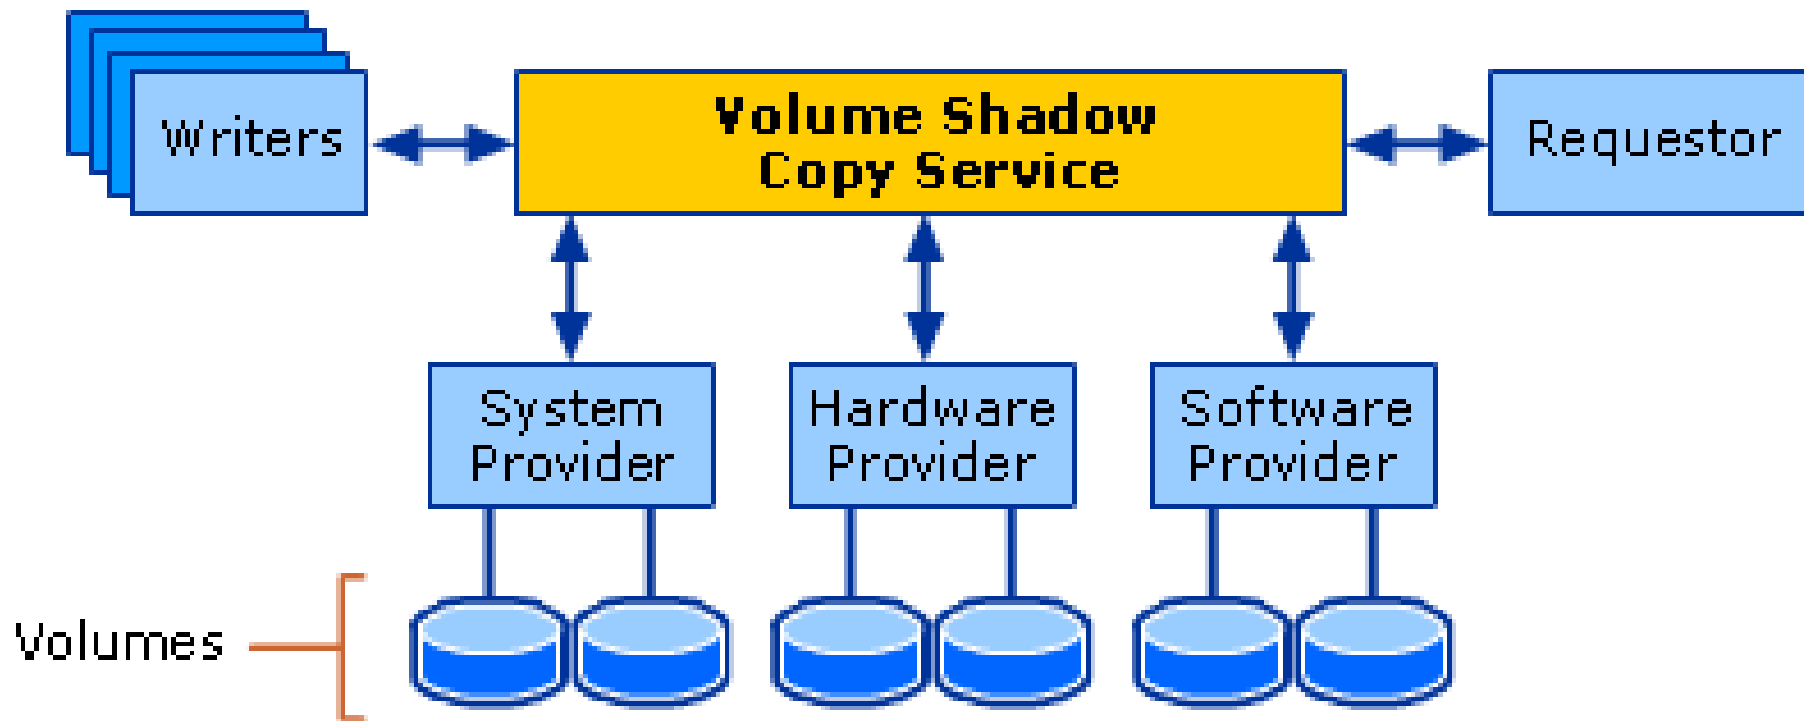 Writers
Volume Shadow
Copy Service
Requestor
System
Provider
Hardware
Provider
Software
Provider
Volumes